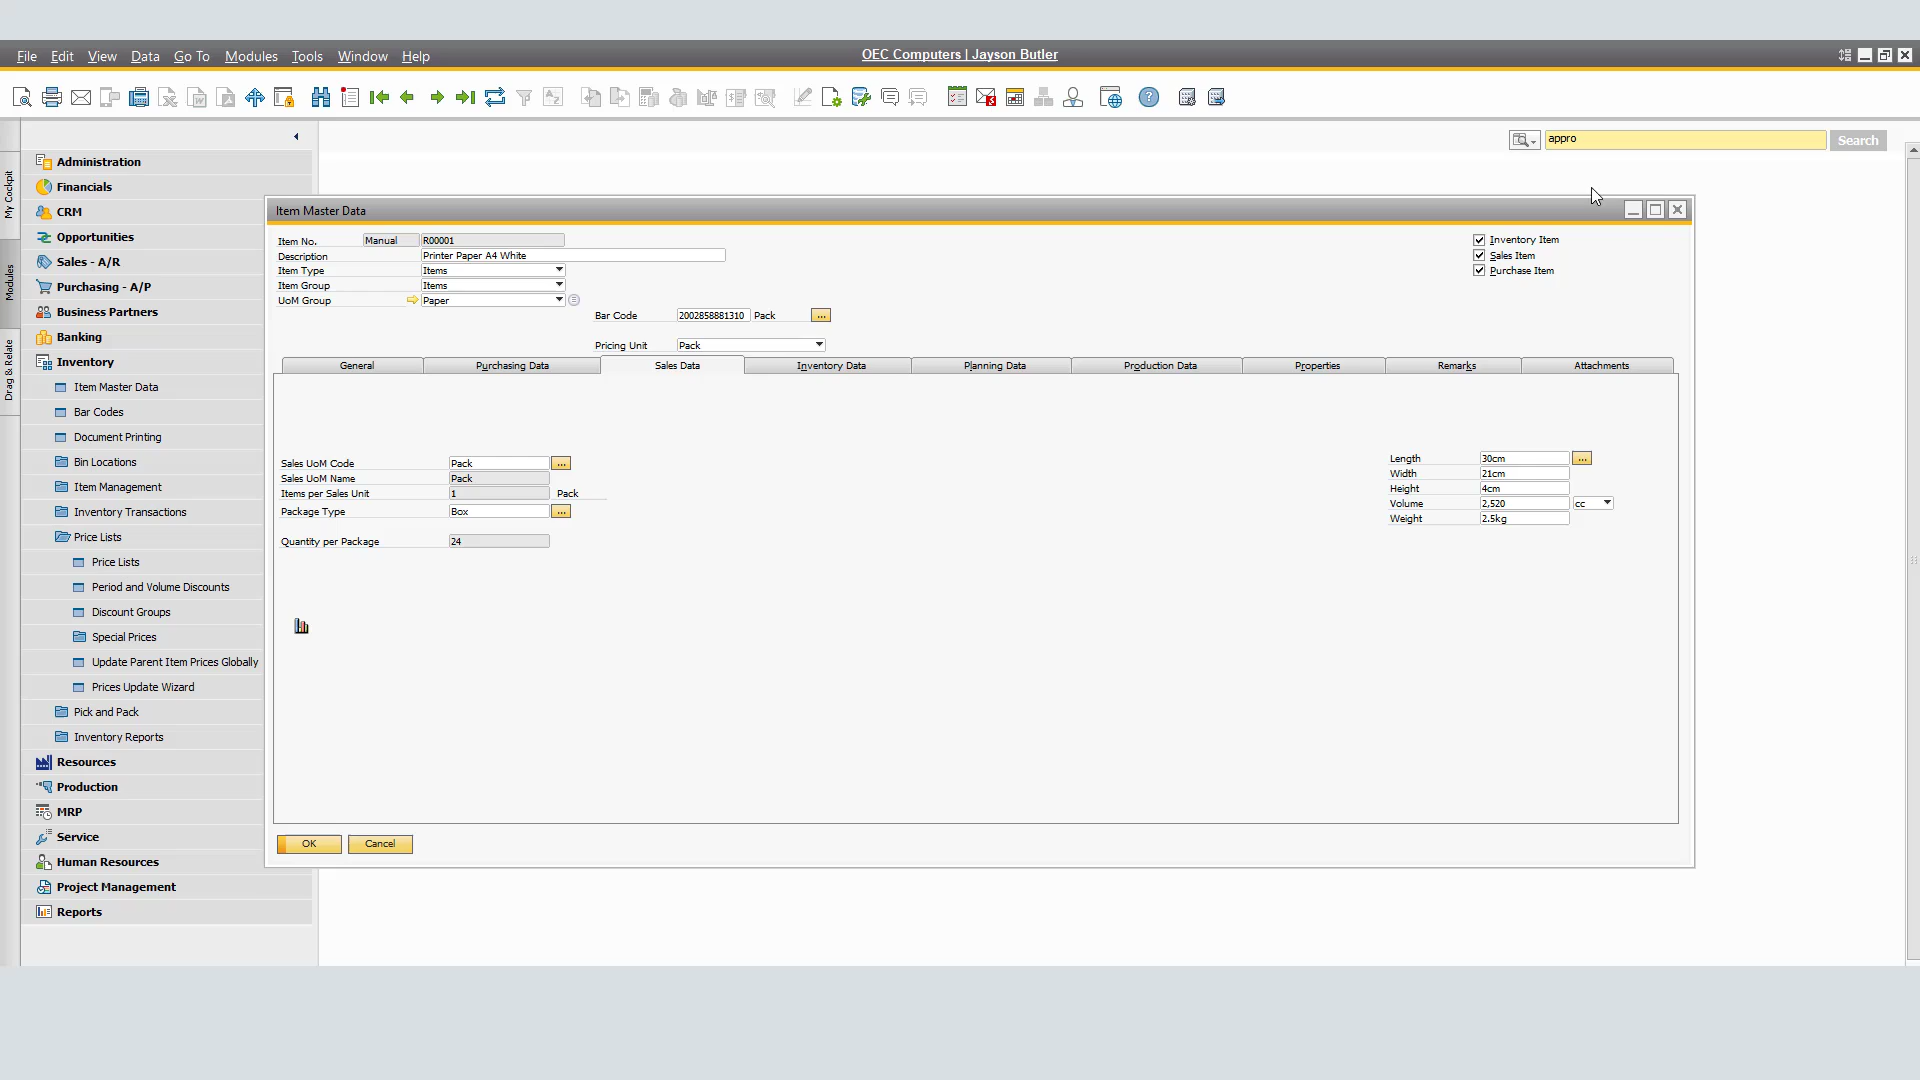 File Edit View Data Go To Modules Tools Window Help
OEC Computers | Jayson Butler
appro
Search
My Cockpit
Modules
Drag & Relate
Administration
Financials
CRM
Opportunities
Sales - A/R
Purchasing - A/P
Business Partners
Banking
Inventory
Item Master Data
Bar Codes
Document Printing
Bin Locations
Item Management
Inventory Transactions
Price Lists
Price Lists
Period and Volume Discounts
Discount Groups
Special Prices
Update Parent Item Prices Globally
Prices Update Wizard
Pick and Pack
Inventory Reports
Resources
Production
MRP
Service
Human Resources
Project Management
Reports
Item Master Data
Item No. Manual R00001
Description Printer Paper A4 White
Item Type Items
Item Group Items
UoM Group Paper
Inventory Item
Sales Item
Purchase Item
Bar Code 2002858881310 Pack ...
Pricing Unit Pack
General Purchasing Data Sales Data Inventory Data Planning Data Production Data Properties Remarks Attachments
Sales UoM Code Pack ...
Sales UoM Name Pack
Items per Sales Unit 1 Pack
Package Type Box ...
Quantity per Package 24
Length 30cm ...
Width 21cm
Height 4cm
Volume 2,520 cc
Weight 2.5kg
OK Cancel